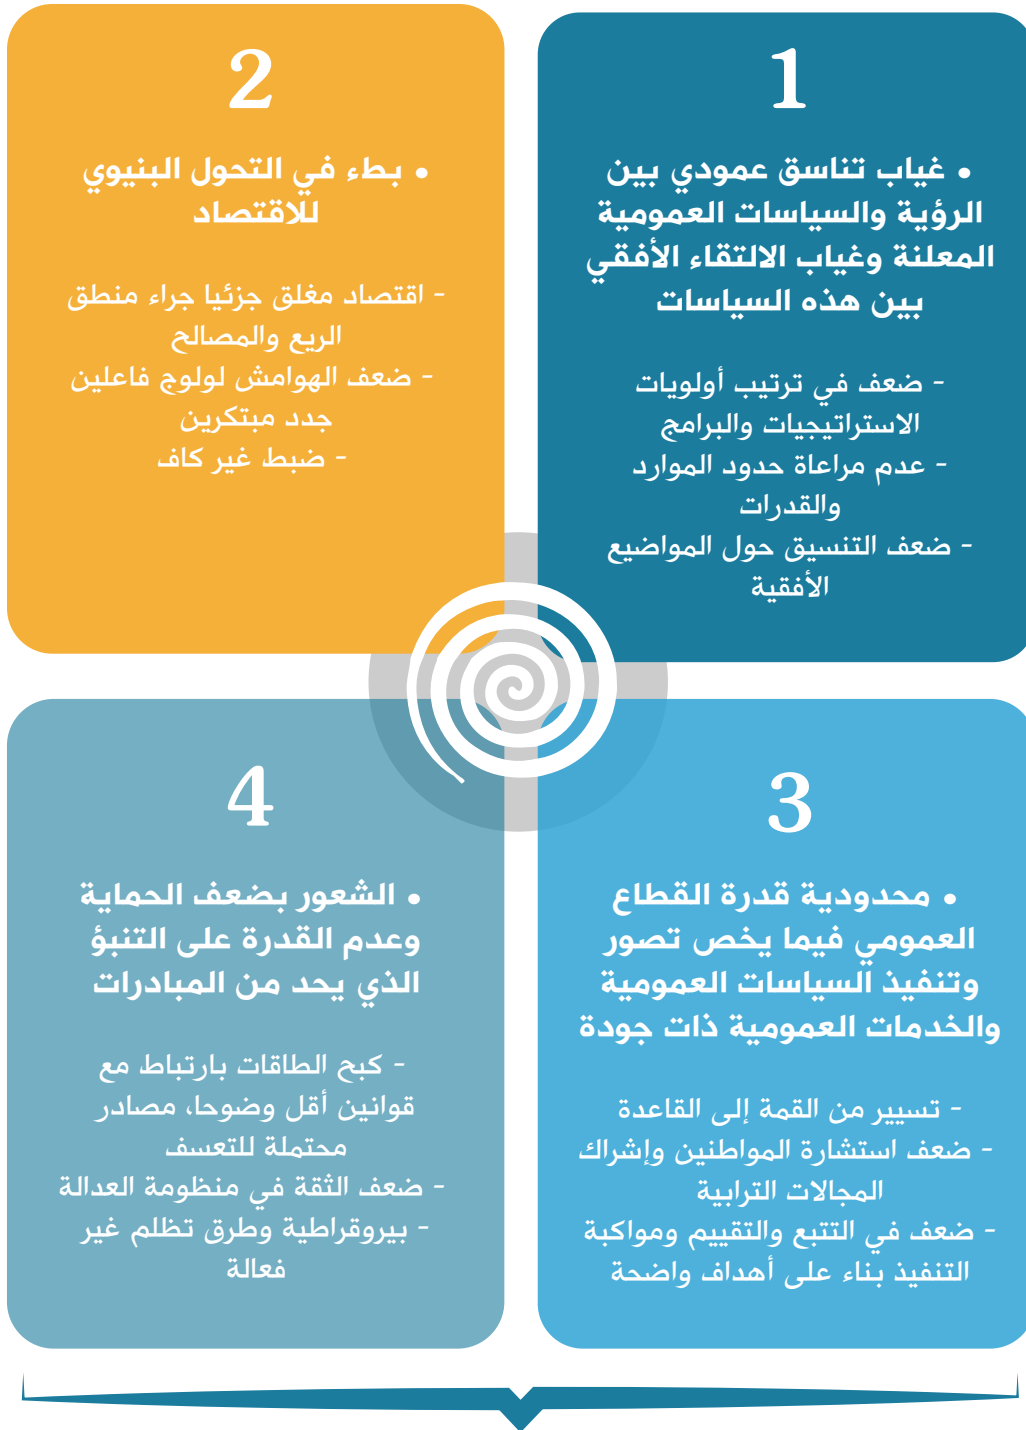 1
• غياب تناسق عمودي بين
الرؤية والسياسات العمومية
المعلنة وغياب الالتقاء الأفقي
بين هذه السياسات
- ضعف في ترتيب أولويات
الاستراتيجيات والبرامج
- عدم مراعاة حدود الموارد
والقدرات
- ضعف التنسيق حول المواضيع
الأفقية
2
• بطء في التحول البنيوي
للاقتصاد
- اقتصاد مغلق جزئيا جراء منطق
الريع والمصالح
- ضعف الهوامش لولوج فاعلين
جدد مبتكرين
- ضبط غير كاف
3
• محدودية قدرة القطاع
العمومي فيما يخص تصور
وتنفيذ السياسات العمومية
والخدمات العمومية ذات جودة
- تسيير من القمة إلى القاعدة
- ضعف استشارة المواطنين وإشراك
المجالات الترابية
- ضعف في التتبع والتقييم ومواكبة
التنفيذ بناء على أهداف واضحة
4
• الشعور بضعف الحماية
وعدم القدرة على التنبؤ
الذي يحد من المبادرات
- كبح الطاقات بارتباط مع
قوانين أقل وضوحا، مصادر
محتملة للتعسف
- ضعف الثقة في منظومة العدالة
- بيروقراطية وطرق تظلم غير
فعالة